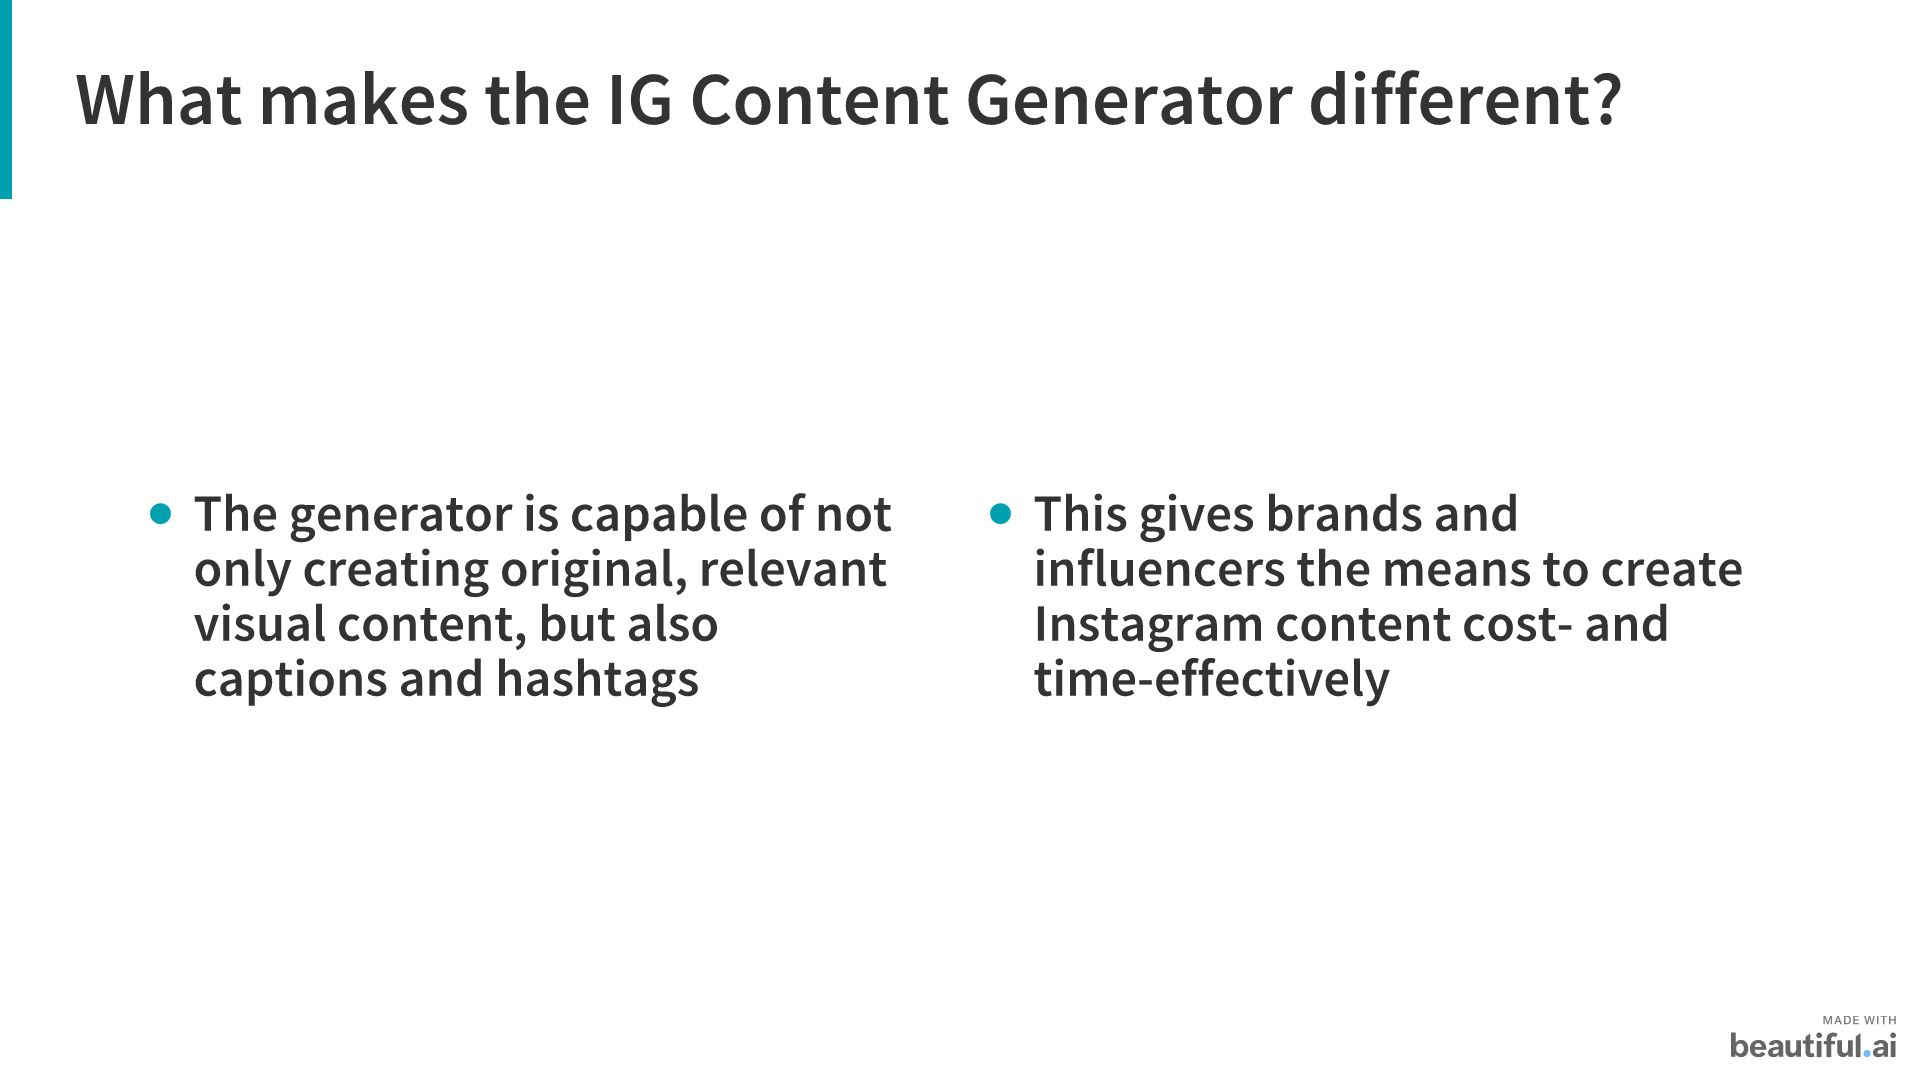 What makes the IG Content Generator different?
The generator is capable of not
only creating original, relevant
visual content, but also
captions and hashtags
This gives brands and
influencers the means to create
Instagram content cost- and
time-effectively
MADE WITH
beautiful.ai